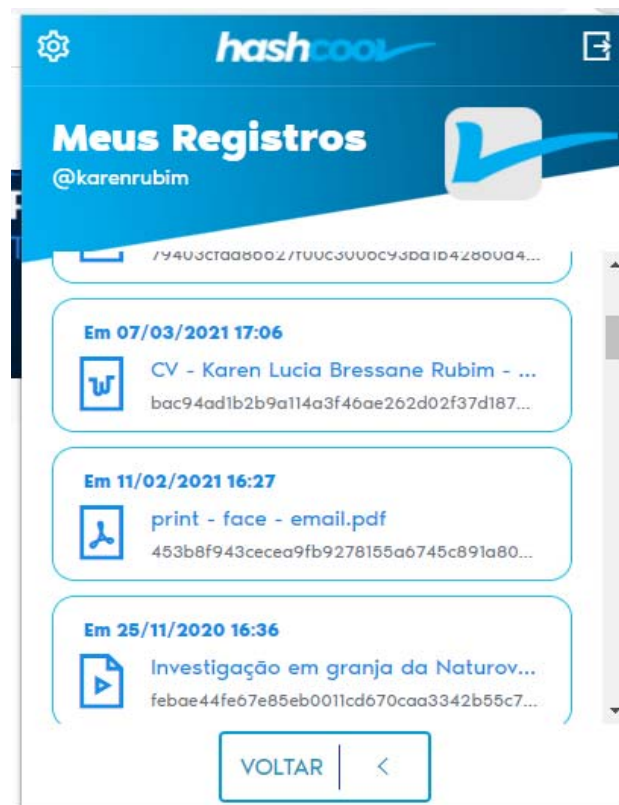 hashcool
Meus Registros
@karenrubim
Em 07/03/2021 17:06
CV - Karen Lucia Bressane Rubim - ...
bac94ad1b2b9a114a3f46ae262d02f37d187...
Em 11/02/2021 16:27
print - face - email.pdf
453b8f943cecea9fb9278155a6745c891a80...
Em 25/11/2020 16:36
Investigação em granja da Naturov...
febae44fe67e85eb0011cd670caa3342b55c7...
VOLTAR